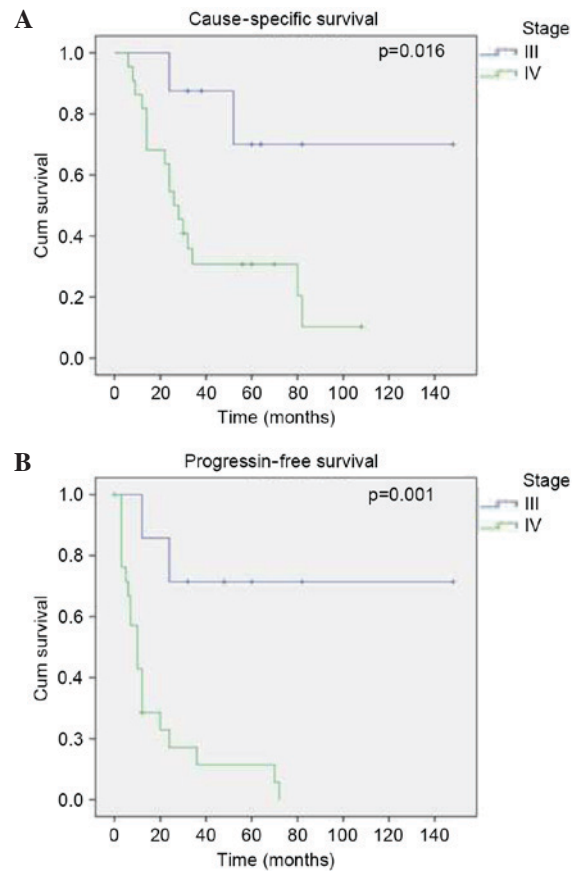 A
Cause-specific survival
Stage
III
IV
p=0.016
1.0
0.8
0.6
0.4
0.2
0.0
Cum survival
0 20 40 60 80 100 120 140
Time (months)
B
Progressin-free survival
Stage
III
IV
p=0.001
1.0
0.8
0.6
0.4
0.3
0.0
Cum survival
0 20 40 60 80 100 120 140
Time (months)